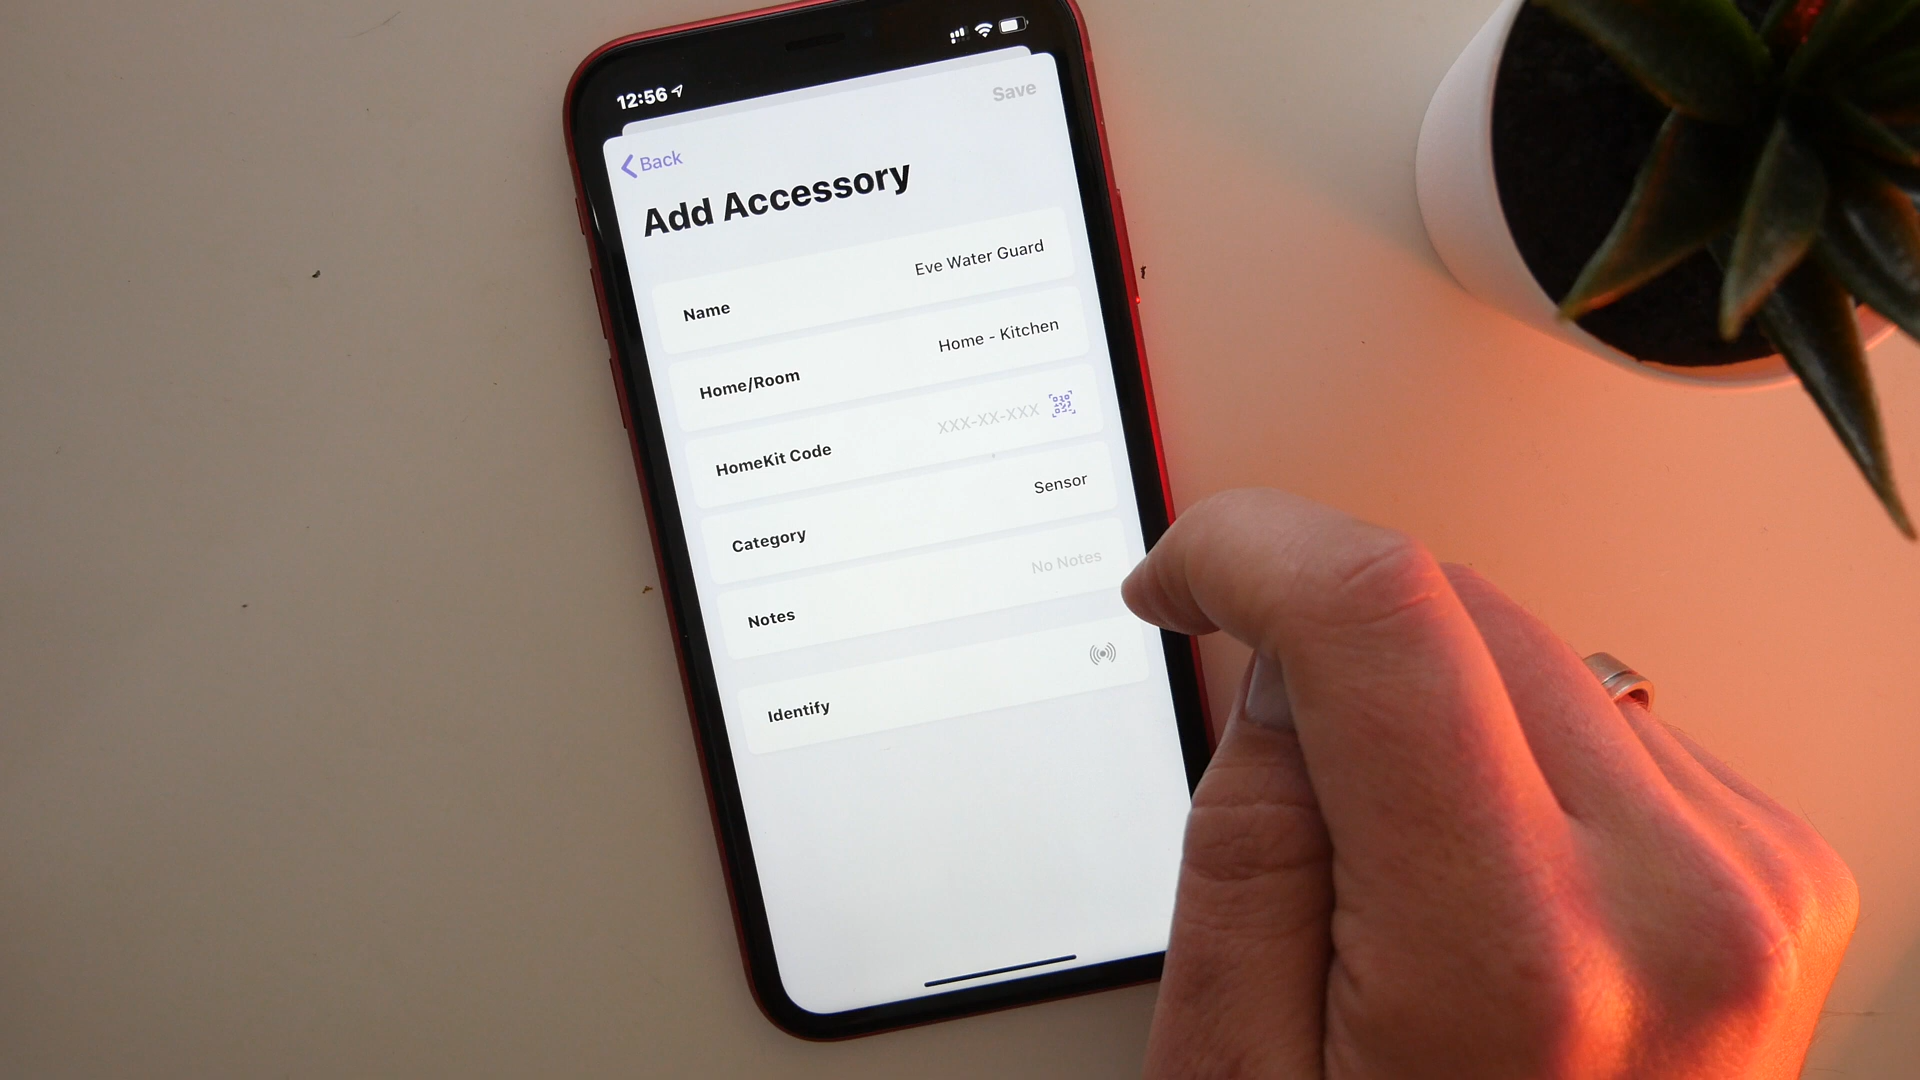 12:56
Save
Back
Add Accessory
Name
Eve Water Guard
Home/Room
Home - Kitchen
HomeKit Code
XXX-XX-XXX
Category
Sensor
Notes
No Notes
Identify